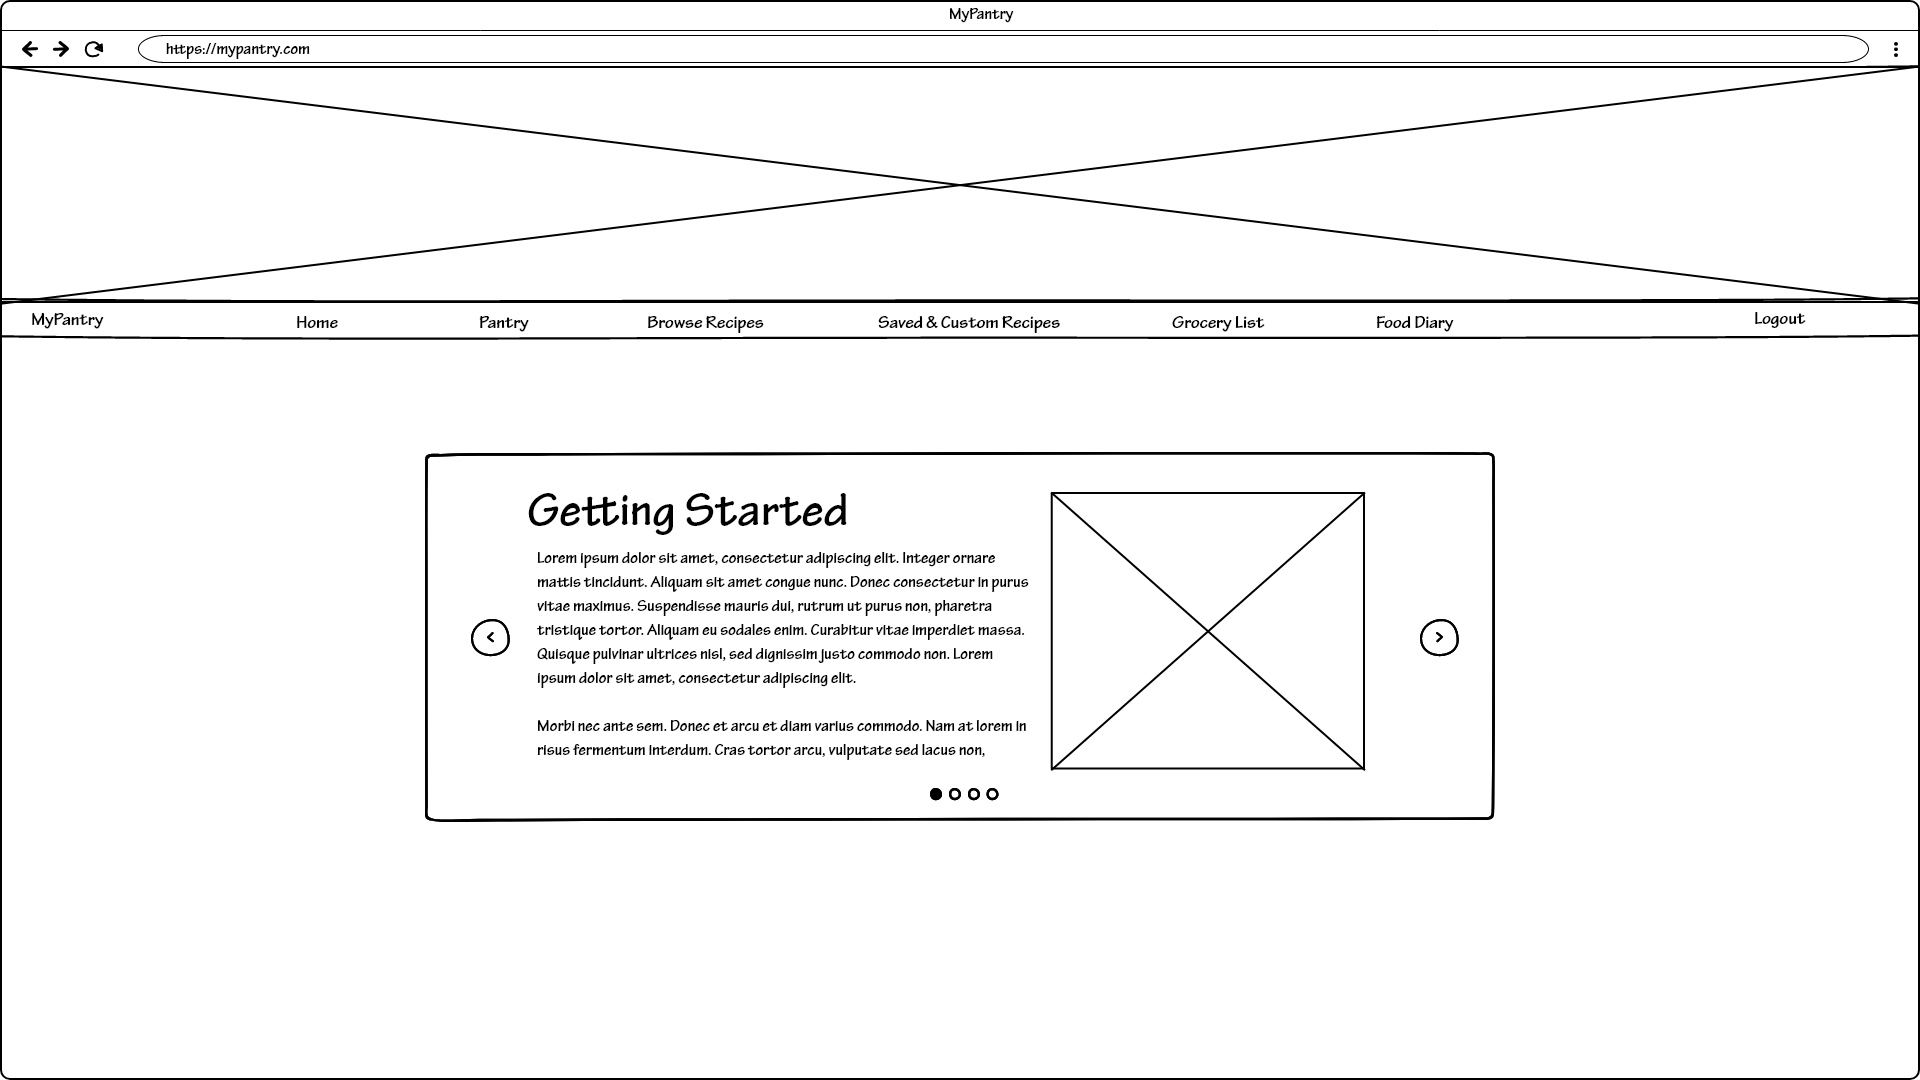 MyPantry
https://mypantry.com
MyPantry Home Pantry Browse Recipes Saved & Custom Recipes Grocery List Food Diary Logout
Getting Started
Lorem ipsum dolor sit amet, consectetur adipiscing elit. Integer ornare
mattis tincidunt. Aliquam sit amet congue nunc. Donec consectetur in purus
vitae maximus. Suspendisse mauris dui, rutrum ut purus non, pharetra
tristique tortor. Aliquam eu sodales enim. Curabitur vitae imperdiet massa.
Quisque pulvinar ultrices nisl, sed dignissim justo commodo non. Lorem
ipsum dolor sit amet, consectetur adipiscing elit.
Morbi nec ante sem. Donec et arcu et diam varius commodo. Nam at lorem in
risus fermentum interdum. Cras tortor arcu, vulputate sed lacus non,